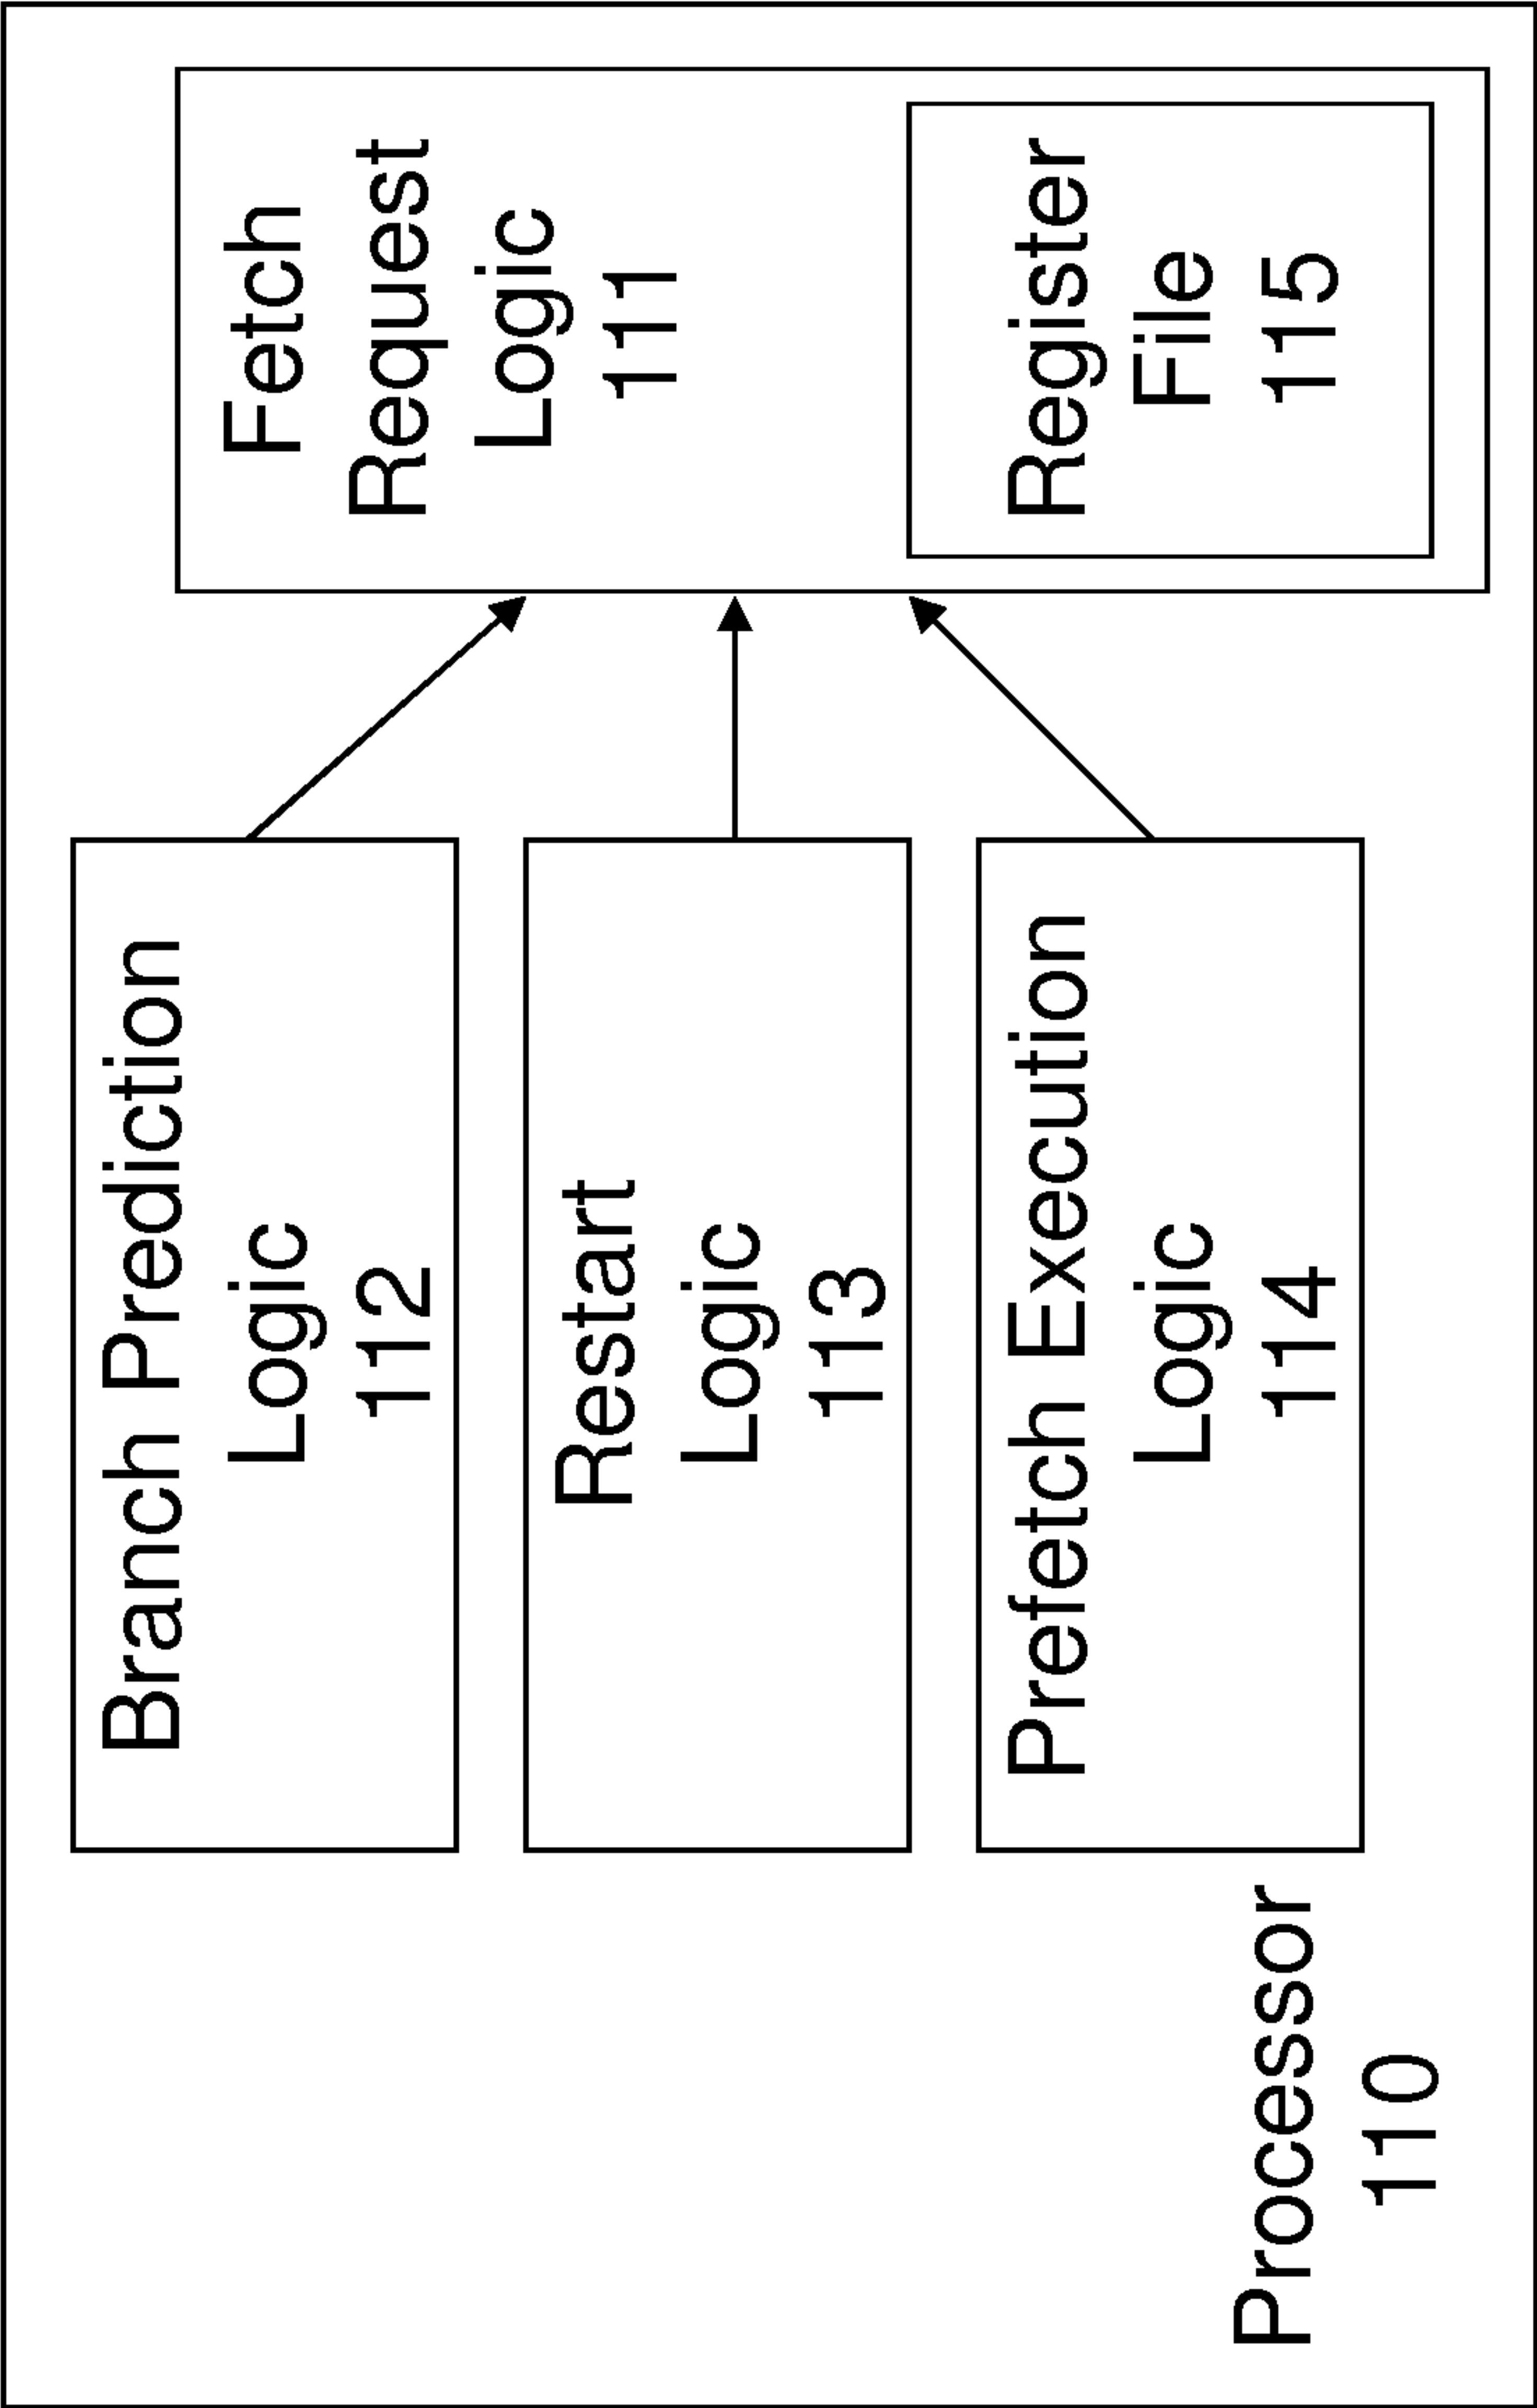 Branch Prediction
Logic
112
Restart
Logic
113
Prefetch Execution
Logic
114
Processor
110
Fetch
Request
Logic
111
Register
File
115